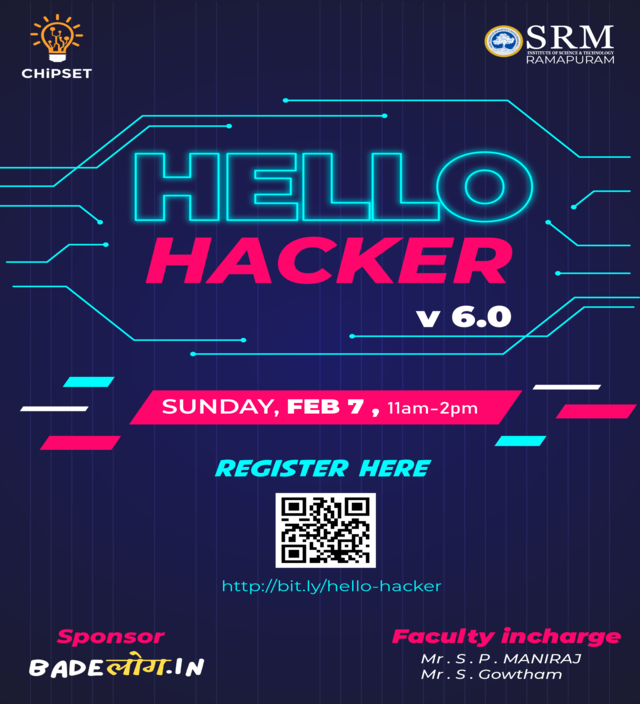 CHiPSET
SRM
INSTITUTE OF SCIENCE & TECHNOLOGY
RAMAPURAM
HELLO
HACKER
v 6.0
SUNDAY, FEB 7 , 11am-2pm
REGISTER HERE
http://bit.ly/hello-hacker
Sponsor
BADEलोग.IN
Faculty incharge
Mr . S . P . MANIRAJ
Mr . S . Gowtham